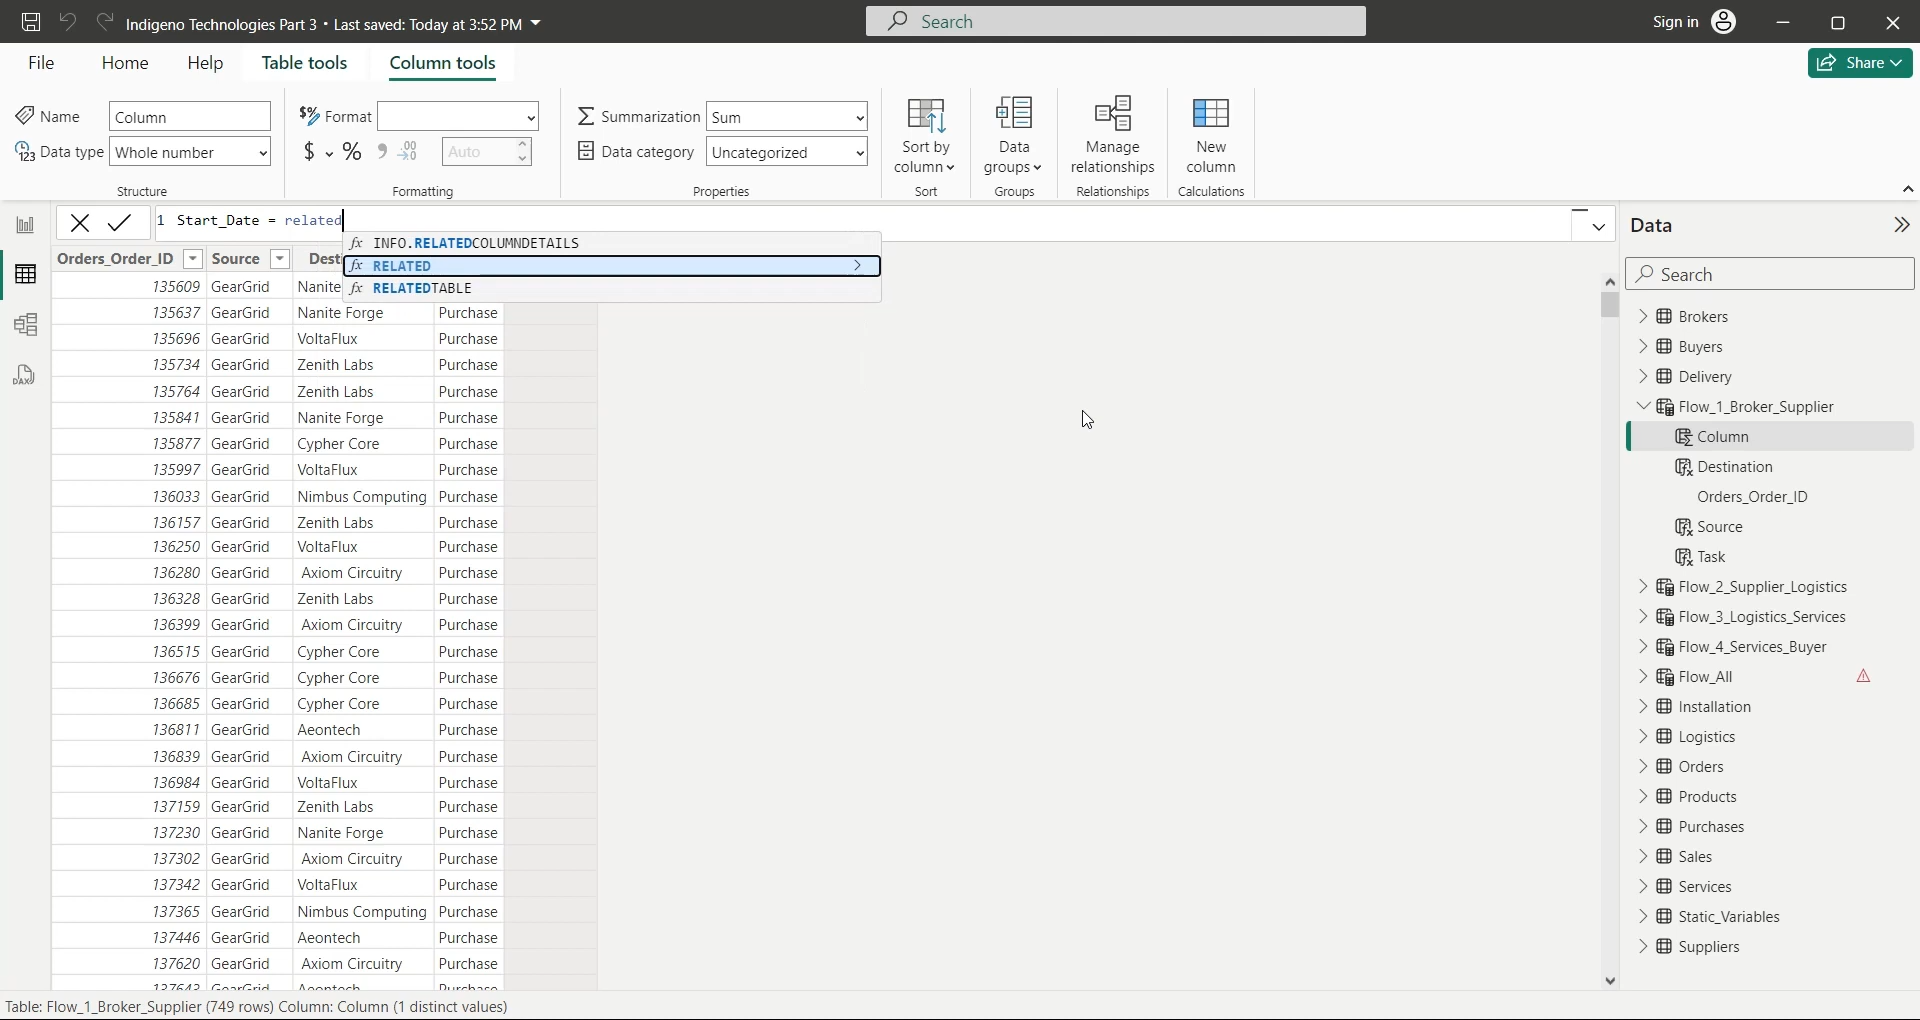 Indigeno Technologies Part 3 • Last saved: Today at 3:52 PM
Search
Sign in
File
Home
Help
Table tools
Column tools
Share
Name
Column
Format
Summarization
Sum
Data type
Whole number
$
%
Auto
Data category
Uncategorized
Sort by
column
Data
groups
Manage
relationships
New
column
Structure
Formatting
Properties
Sort
Groups
Relationships
Calculations
1 Start_Date = related
INFO.RELATEDCOLUMNDETAILS
RELATED
RELATEDTABLE
Orders_Order_ID Source Desti
135609 GearGrid Nanite
135637 GearGrid Nanite Forge Purchase
135696 GearGrid VoltaFlux Purchase
135734 GearGrid Zenith Labs Purchase
135764 GearGrid Zenith Labs Purchase
135841 GearGrid Nanite Forge Purchase
135877 GearGrid Cypher Core Purchase
135997 GearGrid VoltaFlux Purchase
136033 GearGrid Nimbus Computing Purchase
136157 GearGrid Zenith Labs Purchase
136250 GearGrid VoltaFlux Purchase
136280 GearGrid Axiom Circuitry Purchase
136328 GearGrid Zenith Labs Purchase
136399 GearGrid Axiom Circuitry Purchase
136515 GearGrid Cypher Core Purchase
136676 GearGrid Cypher Core Purchase
136685 GearGrid Cypher Core Purchase
136811 GearGrid Aeontech Purchase
136839 GearGrid Axiom Circuitry Purchase
136984 GearGrid VoltaFlux Purchase
137159 GearGrid Zenith Labs Purchase
137230 GearGrid Nanite Forge Purchase
137302 GearGrid Axiom Circuitry Purchase
137342 GearGrid VoltaFlux Purchase
137365 GearGrid Nimbus Computing Purchase
137446 GearGrid Aeontech Purchase
137620 GearGrid Axiom Circuitry Purchase
137643 GearGrid Aeontech Purchase
Table: Flow_1_Broker_Supplier (749 rows) Column: Column (1 distinct values)
Data
Search
Brokers
Buyers
Delivery
Flow_1_Broker_Supplier
Column
Destination
Orders_Order_ID
Source
Task
Flow_2_Supplier_Logistics
Flow_3_Logistics_Services
Flow_4_Services_Buyer
Flow_All
Installation
Logistics
Orders
Products
Purchases
Sales
Services
Static_Variables
Suppliers